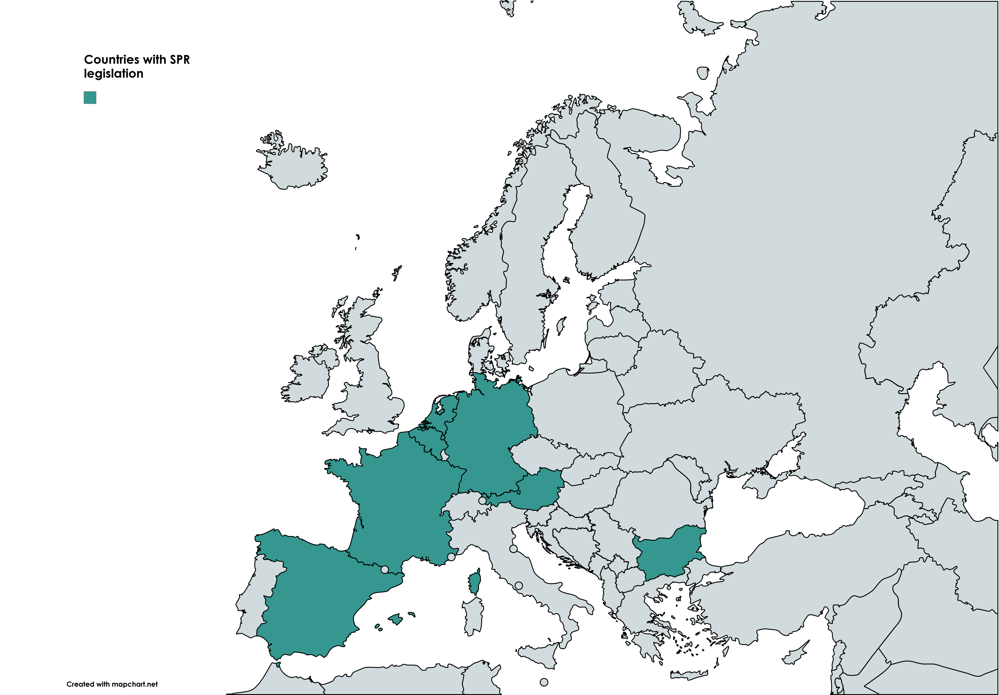 Countries with SPR
legislation
Created with mapchart.net